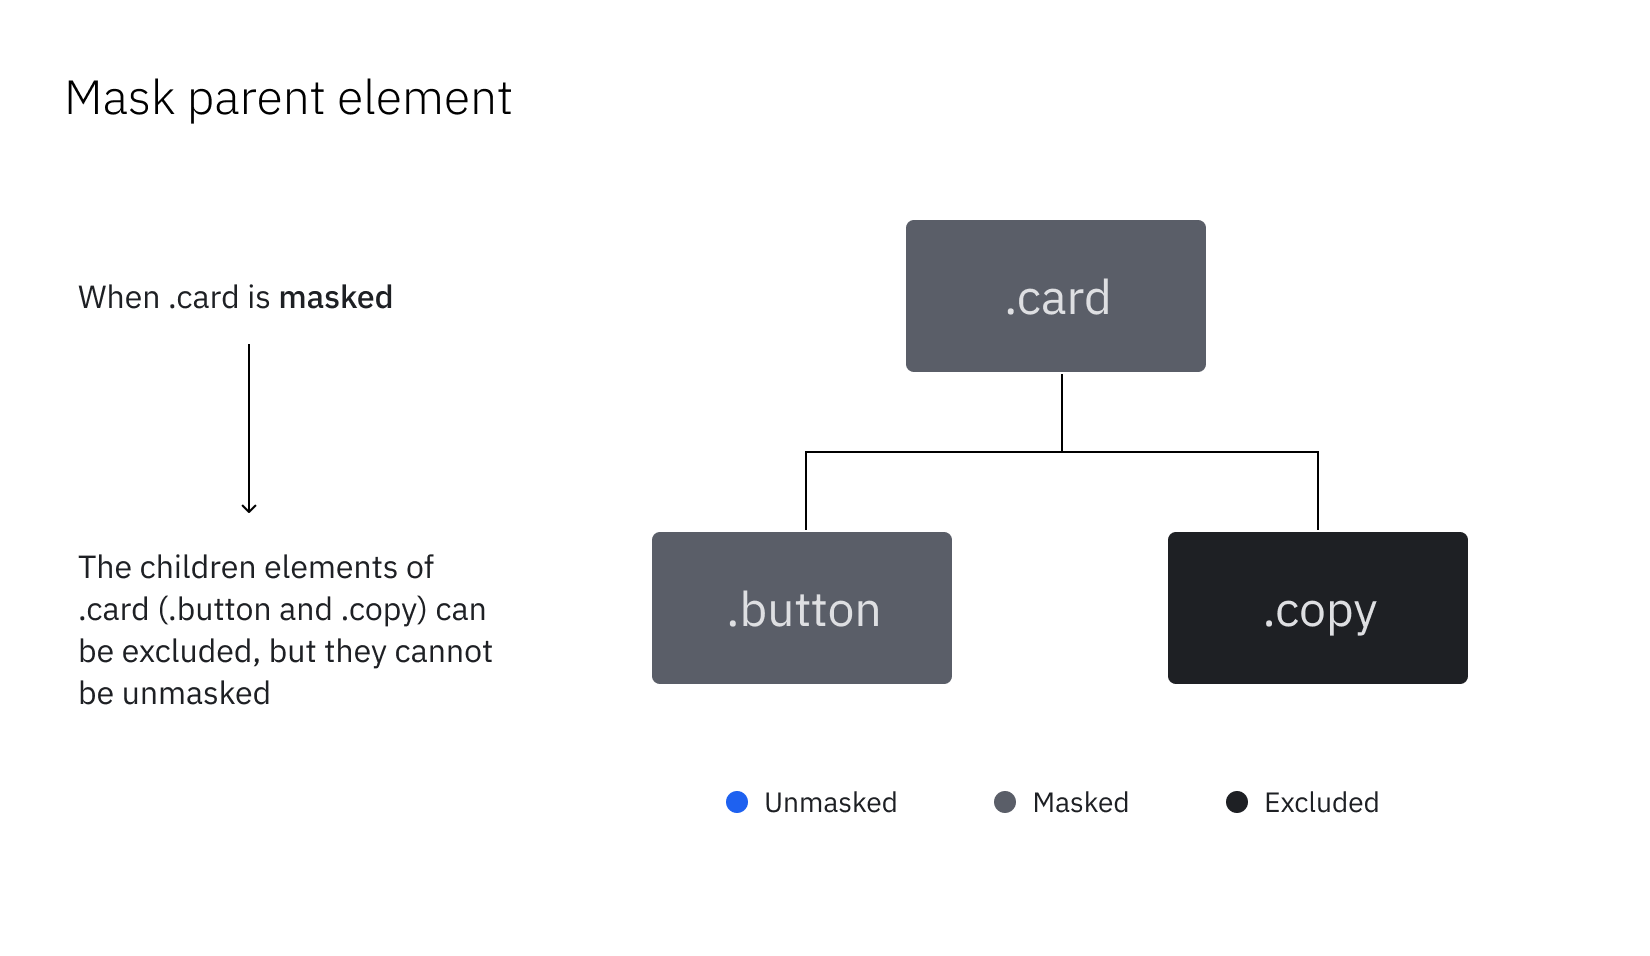 Mask parent element
When .card is masked
The children elements of
.card (.button and .copy) can
be excluded, but they cannot
be unmasked
.card
.button
.copy
Unmasked
Masked
Excluded